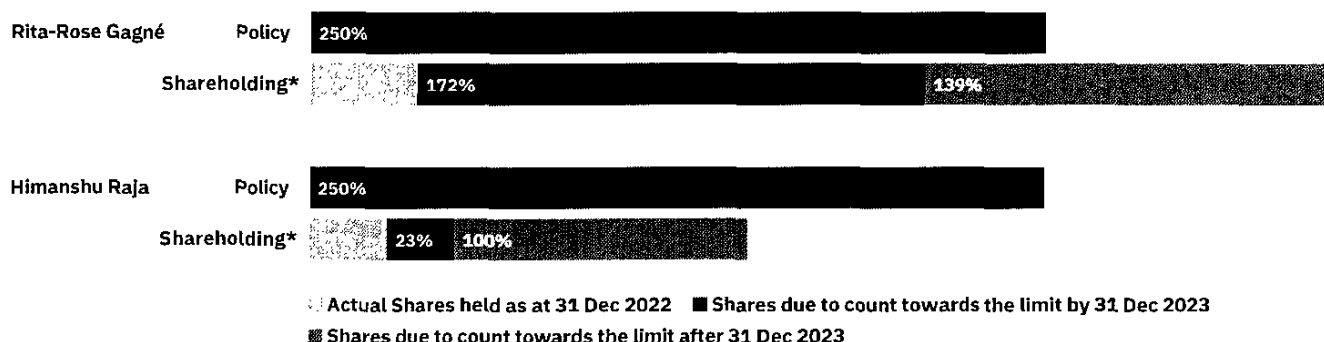 Rita-Rose Gagné Policy 250%
Shareholding* 172% 139%
Himanshu Raja Policy 250%
Shareholding* 23% 100%
Actual Shares held as at 31 Dec 2022 Shares due to count towards the limit by 31 Dec 2023
Shares due to count towards the limit after 31 Dec 2023